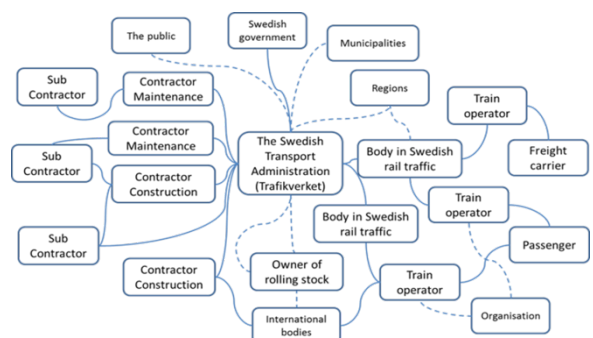 The public
Swedish
government
Municipalities
Sub
Contractor
Contractor
Maintenance
Regions
Train
operator
Contractor
Maintenance
The Swedish
Transport
Administration
(Trafikverket)
Body in Swedish
rail traffic
Freight
carrier
Sub
Contractor
Contractor
Construction
Train
operator
Body in Swedish
rail traffic
Sub
Contractor
Passenger
Contractor
Construction
Owner of
rolling stock
Train
operator
International
bodies
Organisation